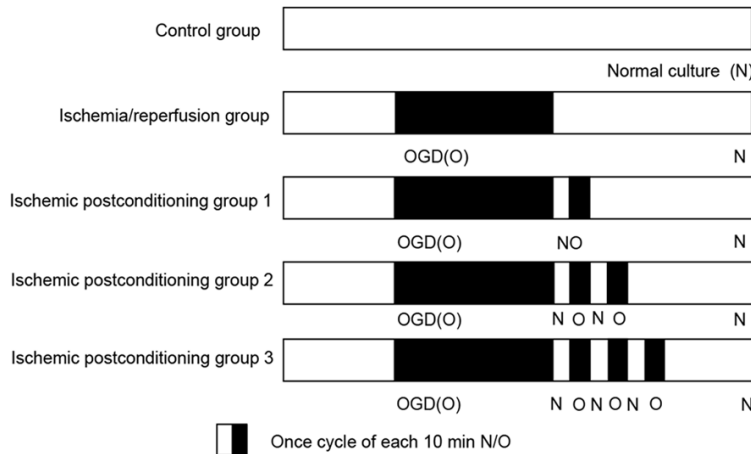 Control group
Normal culture (N)
Ischemia/reperfusion group
OGD(O) N
Ischemic postconditioning group 1
OGD(O) NO N
Ischemic postconditioning group 2
OGD(O) N O N O N
Ischemic postconditioning group 3
OGD(O) N O N O N O N
Once cycle of each 10 min N/O